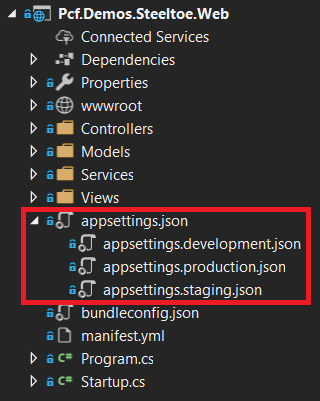 Pcf.Demos.Steeltoe.Web
Connected Services
Dependencies
Properties
wwwroot
Controllers
Models
Services
Views
appsettings.json
appsettings.development.json
appsettings.production.json
appsettings.staging.json
bundleconfig.json
manifest.yml
C# Program.cs
C# Startup.cs